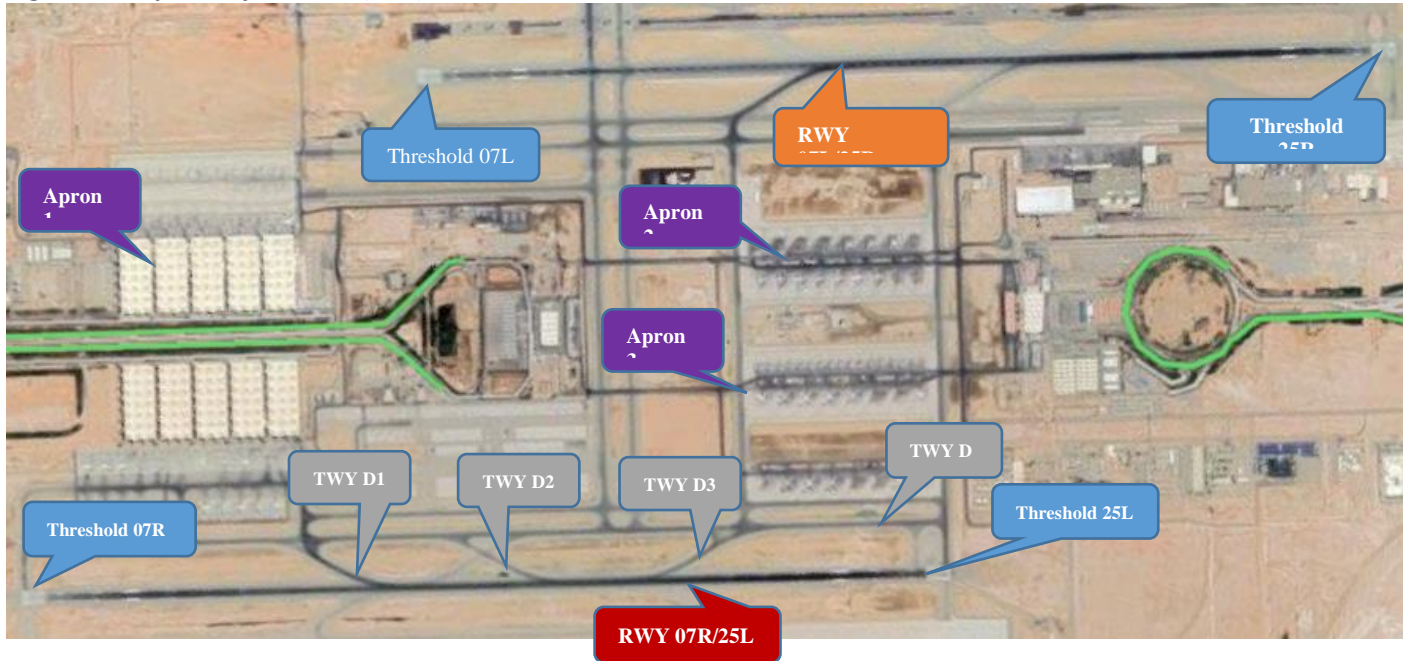 Threshold 07L
RWY
Threshold
25R
Apron
Apron
Apron
TWY D1
TWY D2
TWY D3
TWY D
Threshold 07R
Threshold 25L
RWY 07R/25L